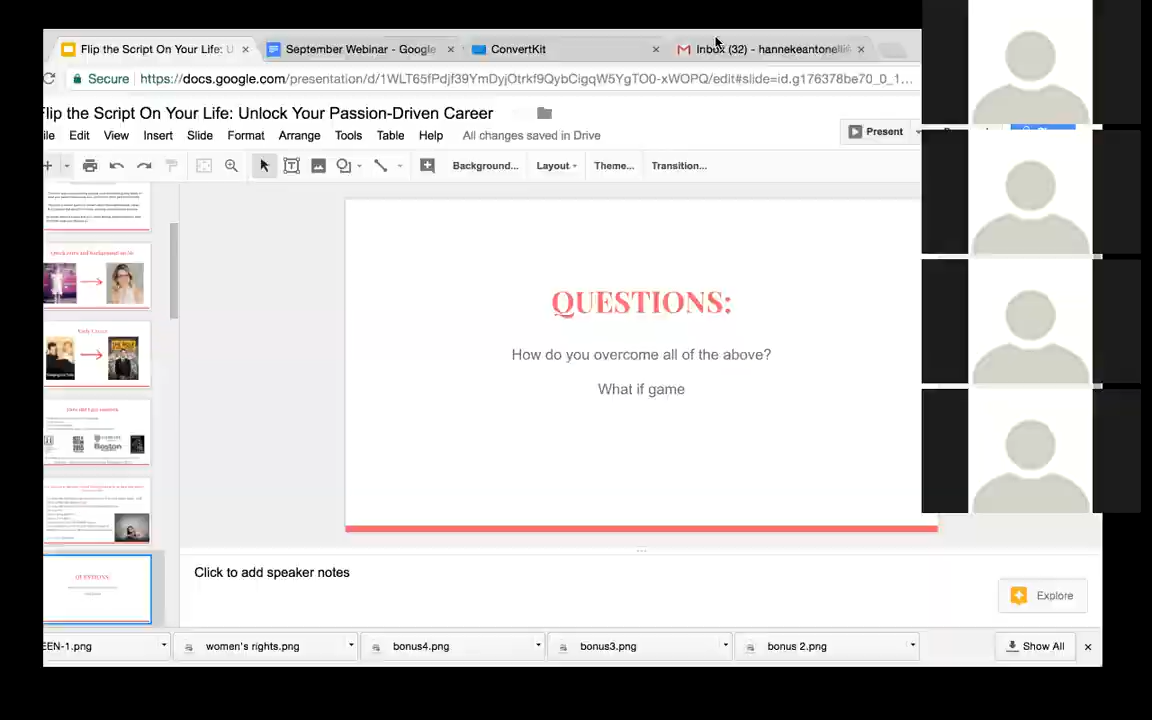 Flip the Script On Your Life: U
September Webinar - Google
ConvertKit
Inbox (32) - hannekeantonelli
Secure
https://docs.google.com/presentation/d/1WLT65fPdjf39YmDyjOtrkf9QybCigqW5YgTO0-xWOPQ/edit#slide=id.g176378be70_0_1...
Flip the Script On Your Life: Unlock Your Passion-Driven Career
ile Edit View Insert Slide Format Arrange Tools Table Help All changes saved in Drive
Present
Background... Layout Theme... Transition...
QUESTIONS:
How do you overcome all of the above?
What if game
Early Career
QUESTIONS
Click to add speaker notes
Explore
EEN-1.png
women's rights.png
bonus4.png
bonus3.png
bonus 2.png
Show All